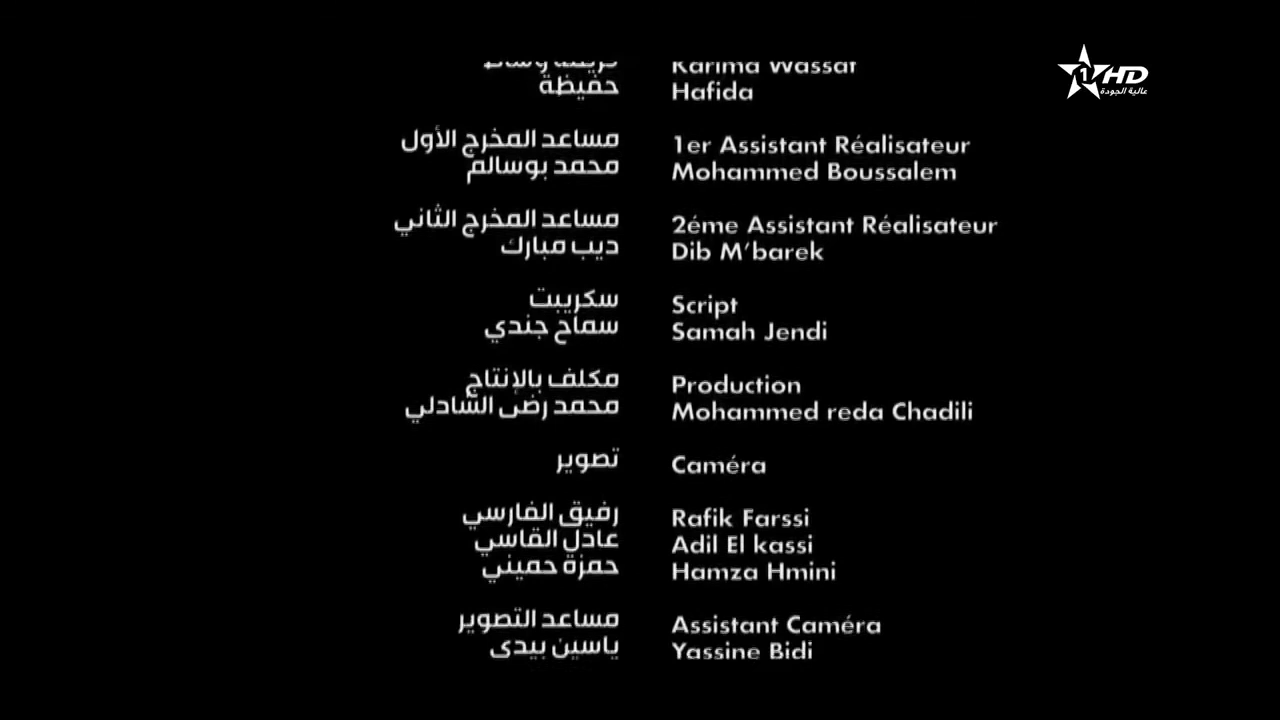 Karima Wassat
حفيظة
Hafida
مساعد المخرج الأول
1er Assistant Réalisateur
محمد بوسالم
Mohammed Boussalem
مساعد المخرج الثاني
2éme Assistant Réalisateur
ديب مبارك
Dib M’barek
سكريبت
Script
سماح جندي
Samah Jendi
مكلف بالإنتاج
Production
محمد رضى الشادلي
Mohammed reda Chadili
تصوير
Caméra
رفيق الفارسي
Rafik Farssi
عادل القاسي
Adil El kassi
حمزة حميني
Hamza Hmini
مساعد التصوير
Assistant Caméra
ياسين بيدى
Yassine Bidi
1 HD
عالية الجودة